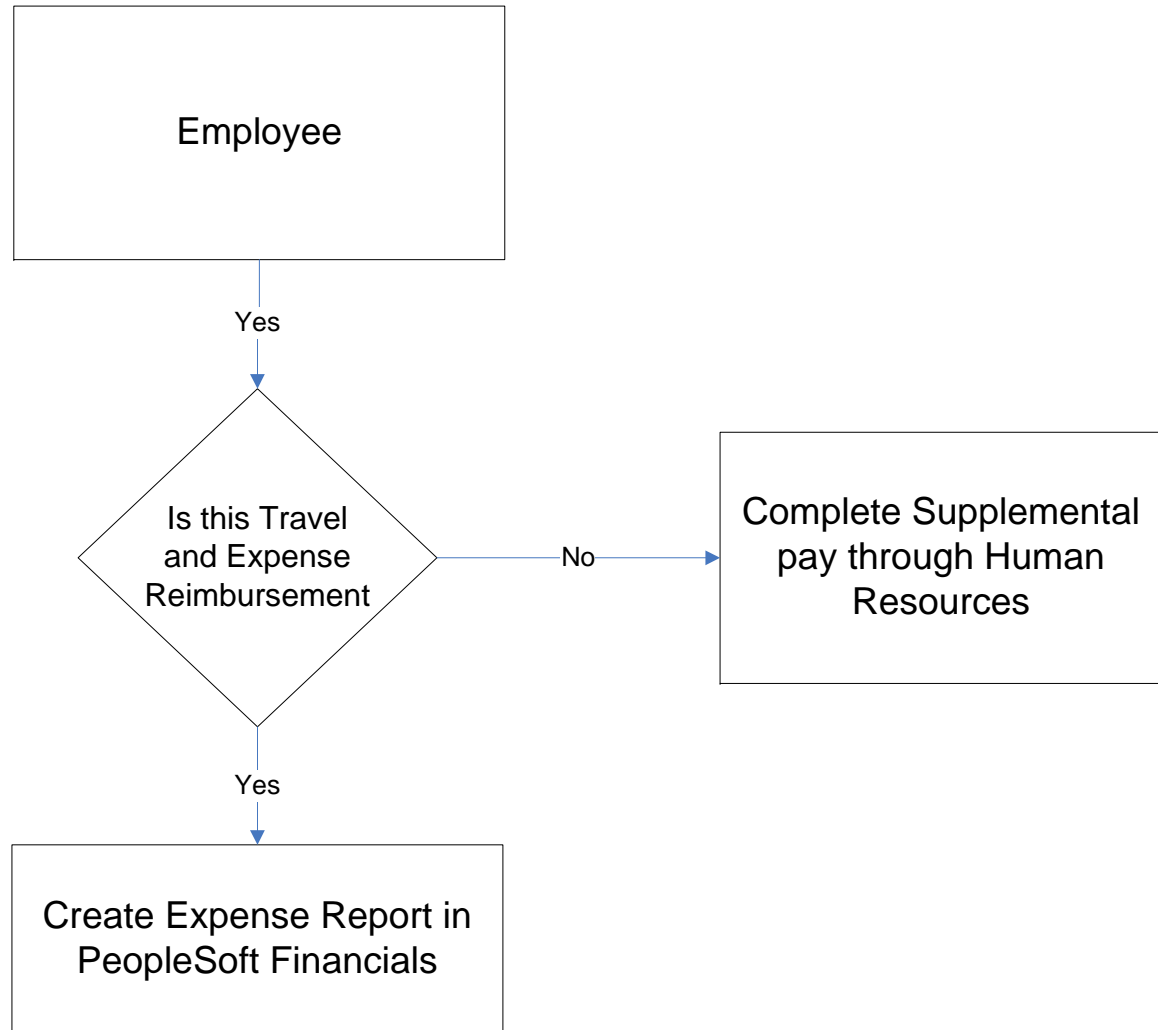 Employee
Yes
Is this Travel
and Expense
Reimbursement
No
Complete Supplemental
pay through Human
Resources
Yes
Create Expense Report in
PeopleSoft Financials